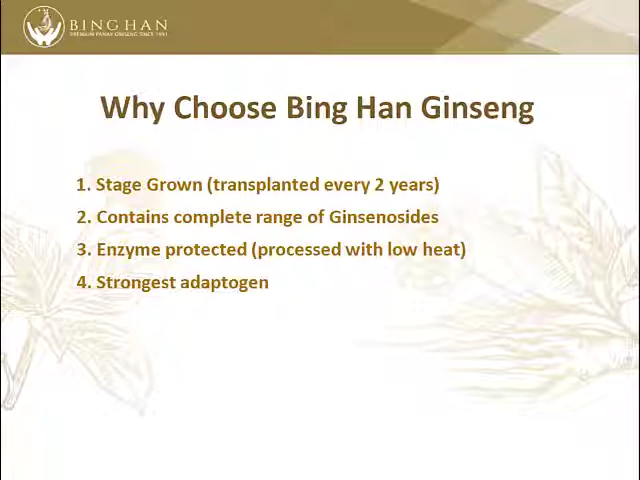 BING HAN
PREMIUM PANAX GINSENG SINCE 1951
Why Choose Bing Han Ginseng
1. Stage Grown (transplanted every 2 years)
2. Contains complete range of Ginsenosides
3. Enzyme protected (processed with low heat)
4. Strongest adaptogen